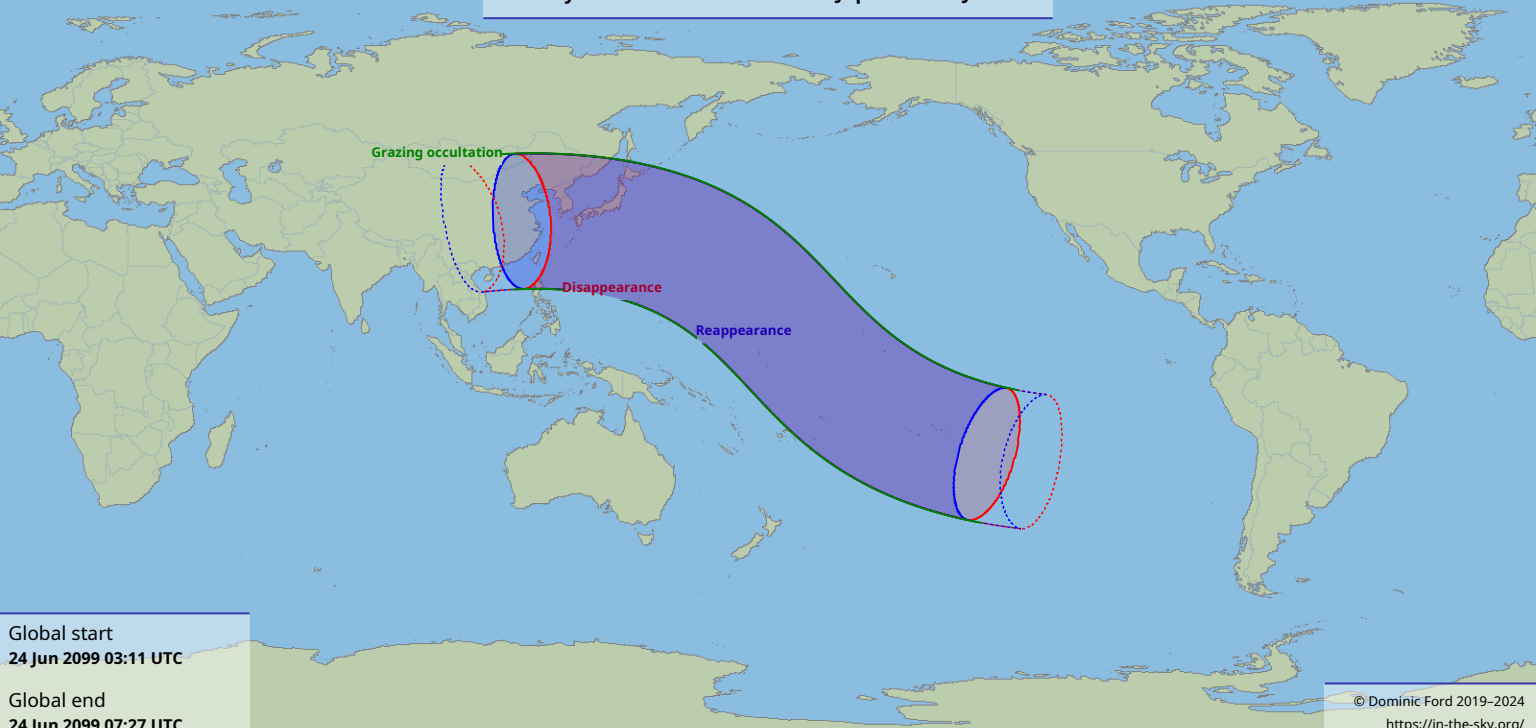 Grazing occultation
Disappearance
Reappearance
Global start
24 Jun 2099 03:11 UTC
Global end
24 Jun 2099 07:27 UTC
© Dominic Ford 2019–2024
https://in-the-sky.org/